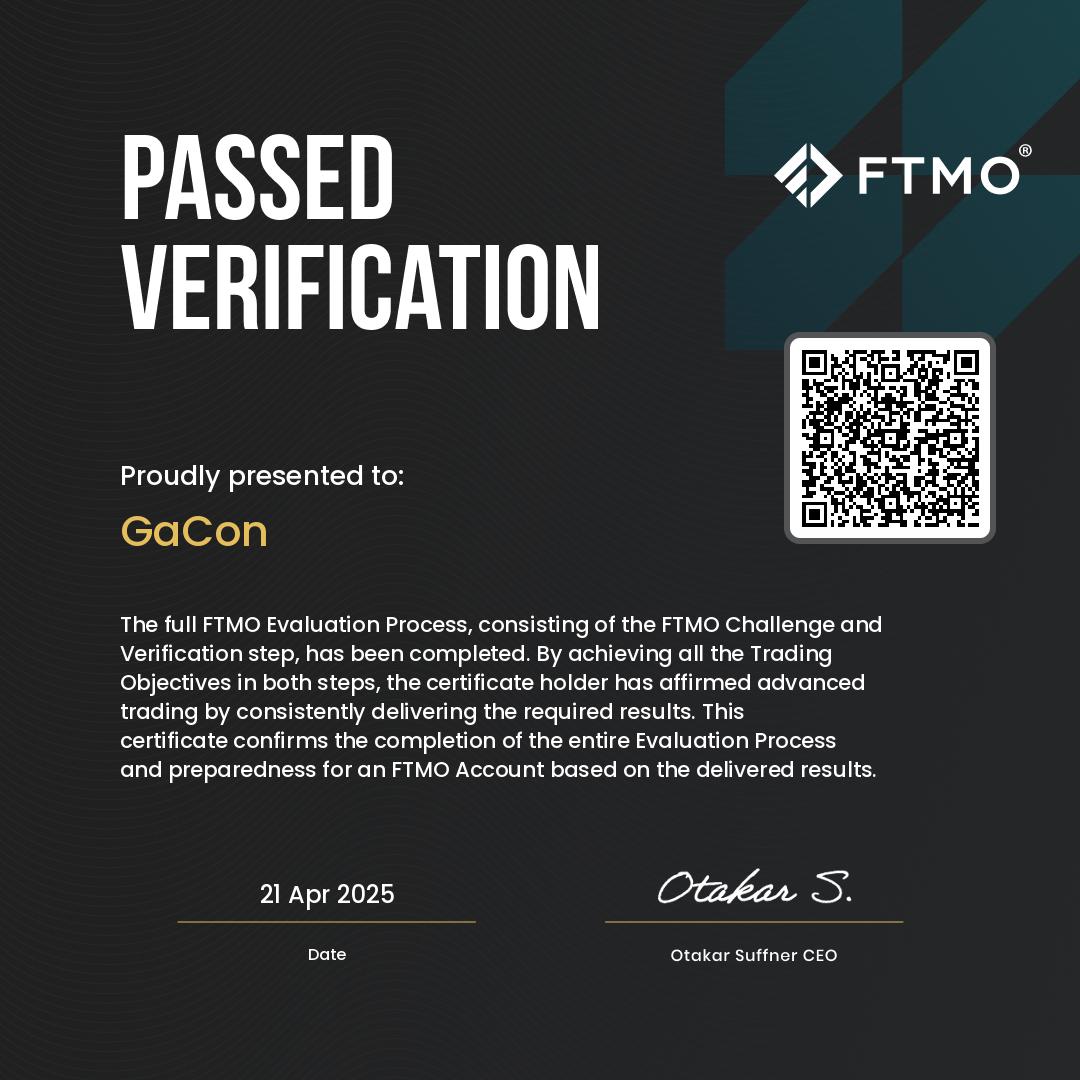 PASSED
VERIFICATION
FTMO®
Proudly presented to:
GaCon
The full FTMO Evaluation Process, consisting of the FTMO Challenge and
Verification step, has been completed. By achieving all the Trading
Objectives in both steps, the certificate holder has affirmed advanced
trading by consistently delivering the required results. This
certificate confirms the completion of the entire Evaluation Process
and preparedness for an FTMO Account based on the delivered results.
21 Apr 2025
Date
Otakar S.
Otakar Suffner CEO